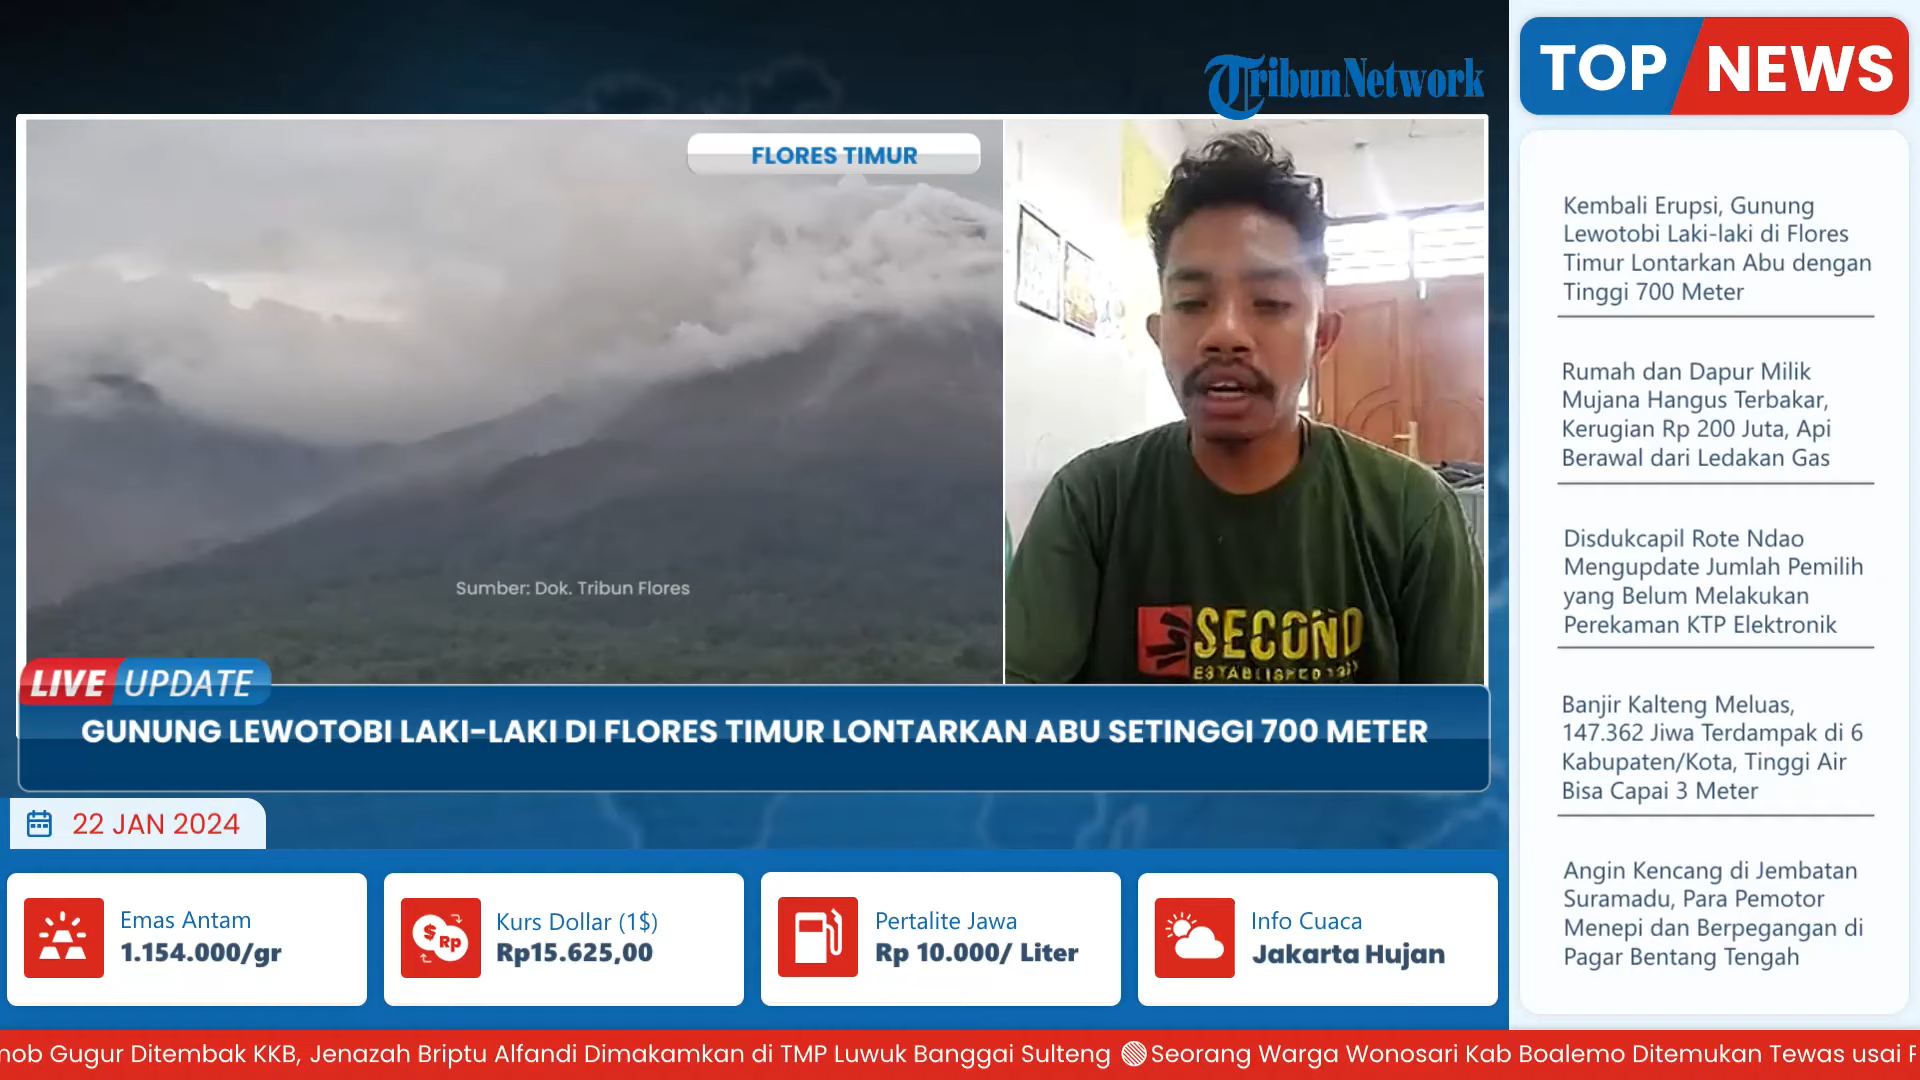 TribunNetwork
FLORES TIMUR
Sumber: Dok. Tribun Flores
SECOND
LIVE UPDATE
GUNUNG LEWOTOBI LAKI-LAKI DI FLORES TIMUR LONTARKAN ABU SETINGGI 700 METER
22 JAN 2024
Emas Antam
1.154.000/gr
$ Rp
Kurs Dollar (1$)
Rp15.625,00
Pertalite Jawa
Rp 10.000/ Liter
Info Cuaca
Jakarta Hujan
TOP NEWS
Kembali Erupsi, Gunung
Lewotobi Laki-laki di Flores
Timur Lontarkan Abu dengan
Tinggi 700 Meter
Rumah dan Dapur Milik
Mujana Hangus Terbakar,
Kerugian Rp 200 Juta, Api
Berawal dari Ledakan Gas
Disdukcapil Rote Ndao
Mengupdate Jumlah Pemilih
yang Belum Melakukan
Perekaman KTP Elektronik
Banjir Kalteng Meluas,
147.362 Jiwa Terdampak di 6
Kabupaten/Kota, Tinggi Air
Bisa Capai 3 Meter
Angin Kencang di Jembatan
Suramadu, Para Pemotor
Menepi dan Berpegangan di
Pagar Bentang Tengah
Gugur Ditembak KKB, Jenazah Briptu Alfandi Dimakamkan di TMP Luwuk Banggai Sulteng Seorang Warga Wonosari Kab Boalemo Ditemukan Tewas usai